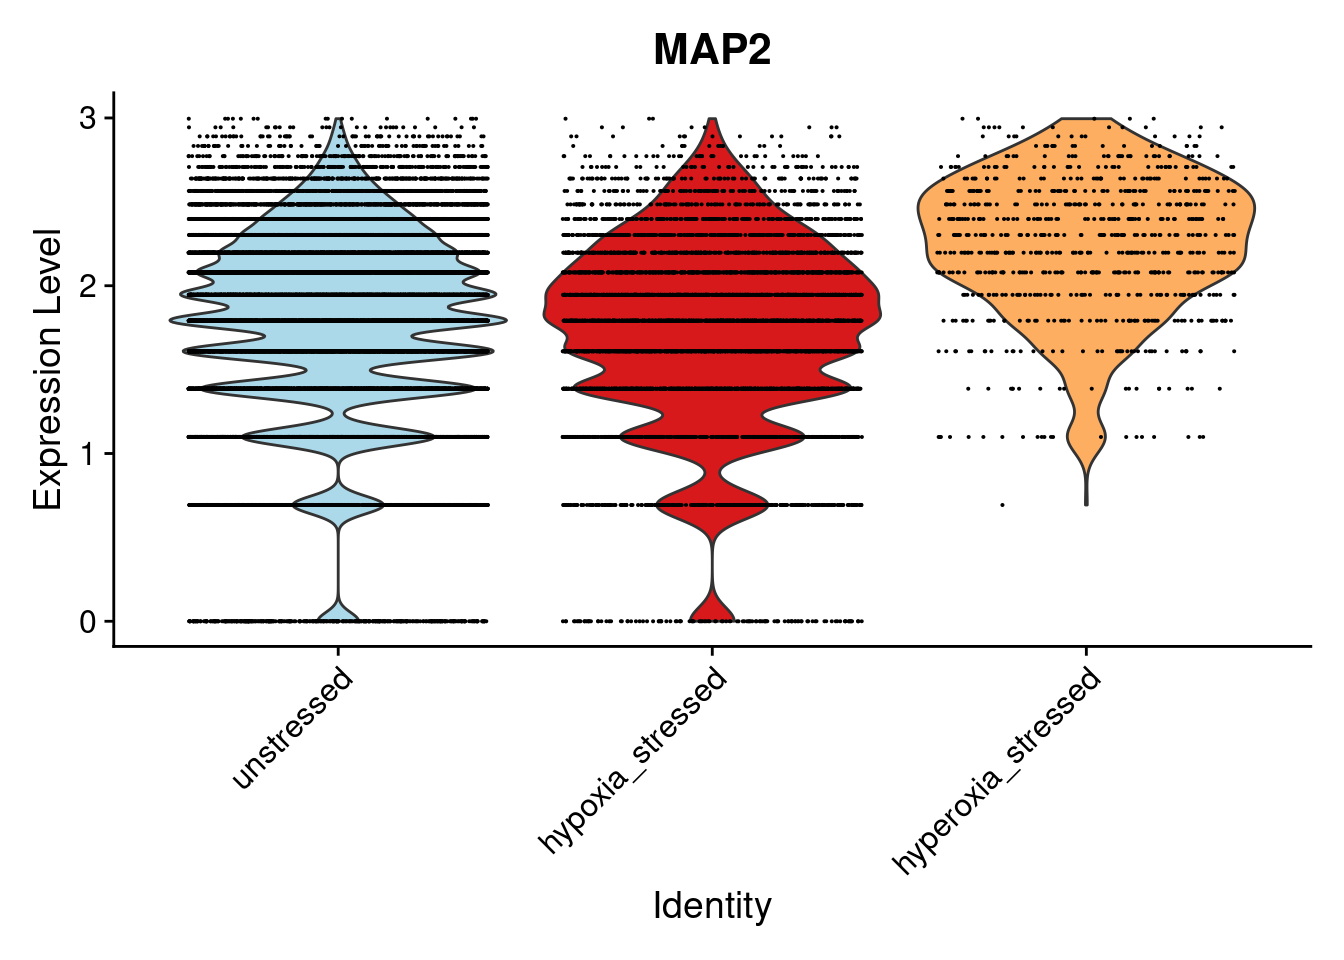 MAP2
3
2
1
0
Expression Level
unstressed
hypoxia_stressed
hyperoxia_stressed
Identity